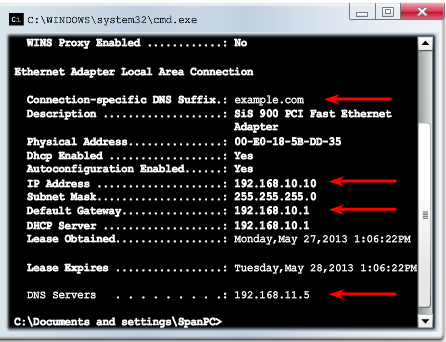 C:\WINDOWS\system32\cmd.exe
WINS Proxy Enabled ............: No
Ethernet Adapter Local Area Connection
Connection-specific DNS Suffix.: example.com
Description ...................: SiS 900 PCI Fast Ethernet
Adapter
Physical Address...............: 00-E0-18-5B-DD-35
Dhcp Enabled ..................: Yes
Autoconfiguration Enabled......: Yes
IP Address ....................: 192.168.10.10
Subnet Mask....................: 255.255.255.0
Default Gateway................: 192.168.10.1
DHCP Server ...................: 192.168.10.1
Lease Obtained.................: Monday,May 27,2013 1:06:22PM
Lease Expires .................: Tuesday,May 28,2013 1:06:22PM
DNS Servers . . . . . . . . .: 192.168.11.5
C:\Documents and settings\SpanPC>